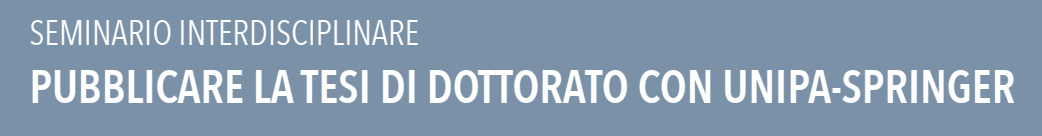 SEMINARIO INTERDISCIPLINARE
PUBBLICARE LA TESI DI DOTTORATO CON UNIPA-SPRINGER